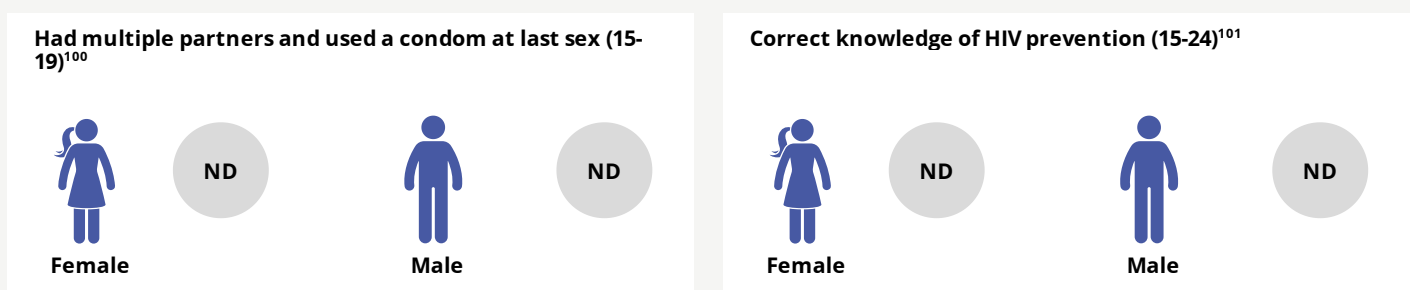 Had multiple partners and used a condom at last sex (15-
19)¹⁰⁰
ND
ND
Female
Male
Correct knowledge of HIV prevention (15-24)¹⁰¹
ND
ND
Female
Male